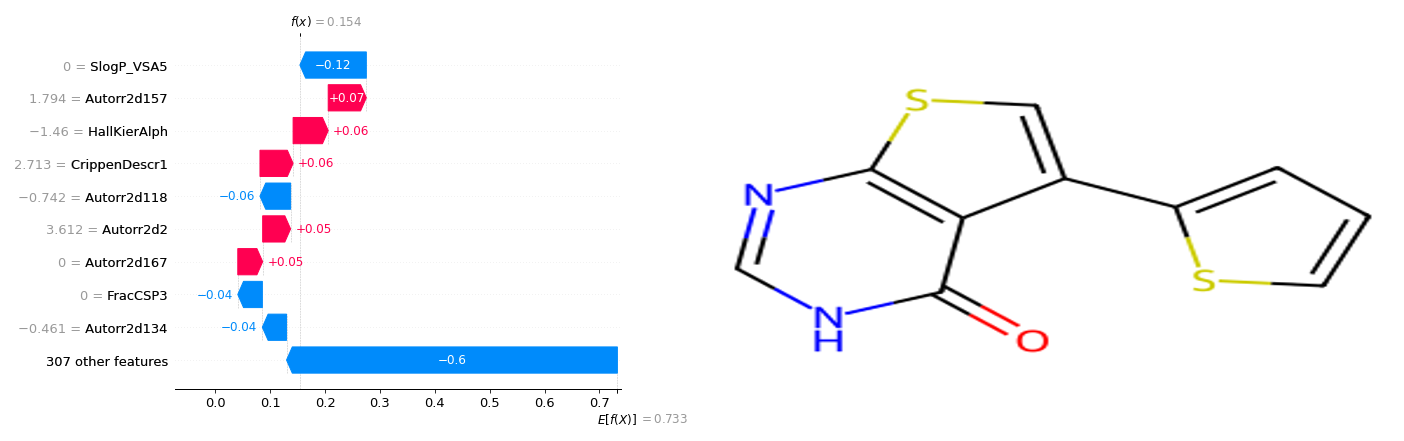 f(x) = 0.154
0 = SlogP_VSA5
−0.12
1.794 = Autorr2d157
+0.07
−1.46 = HallKierAlph
+0.06
2.713 = CrippenDescr1
+0.06
−0.742 = Autorr2d118
−0.06
3.612 = Autorr2d2
+0.05
0 = Autorr2d167
+0.05
0 = FracCSP3
−0.04
−0.461 = Autorr2d134
−0.04
307 other features
−0.6
0.0 0.1 0.2 0.3 0.4 0.5 0.6 0.7
E[f(X)] = 0.733
S
N
S
N
H
O